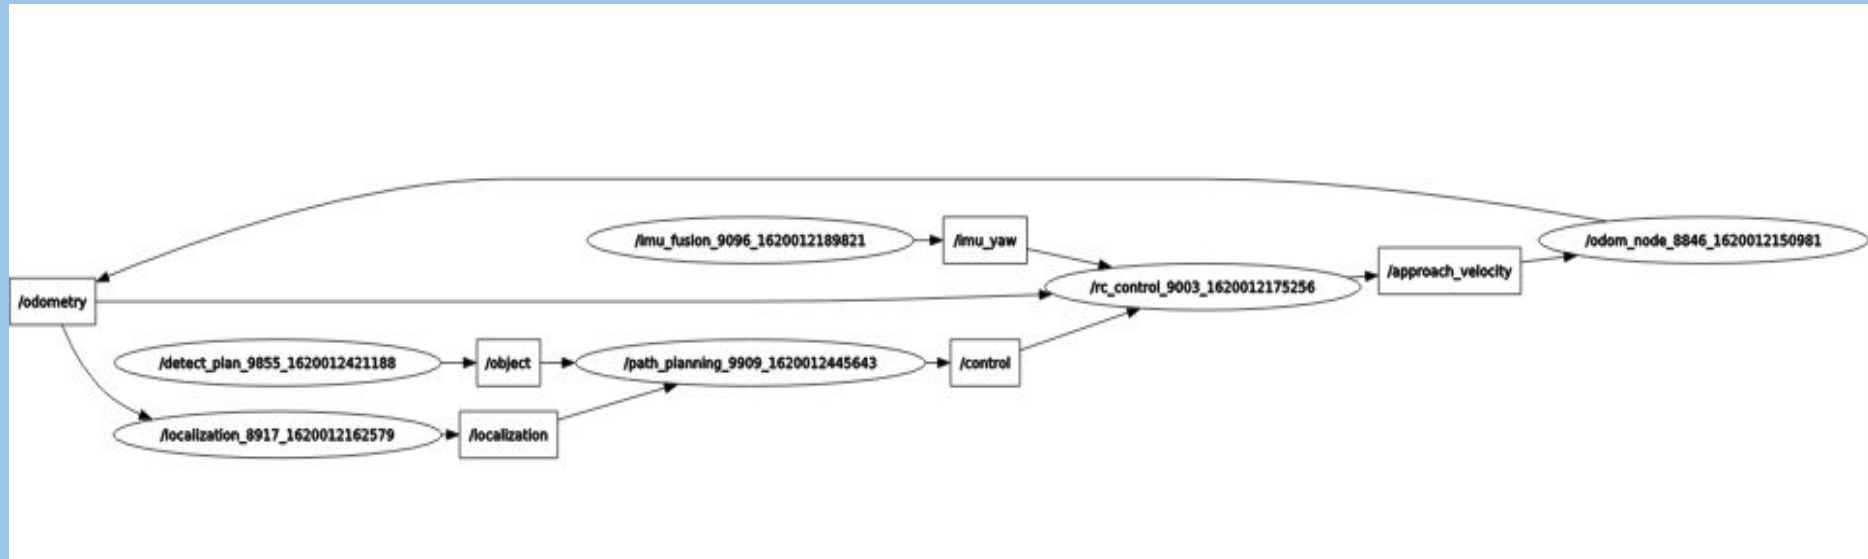 /imu_fusion_9096_1620012189821
/imu_yaw
/odom_node_8846_1620012150981
/approach_velocity
/rc_control_9003_1620012175256
/odometry
/detect_plan_9855_1620012421188
/object
/path_planning_9909_1620012445643
/control
/localization_8917_1620012162579
/localization